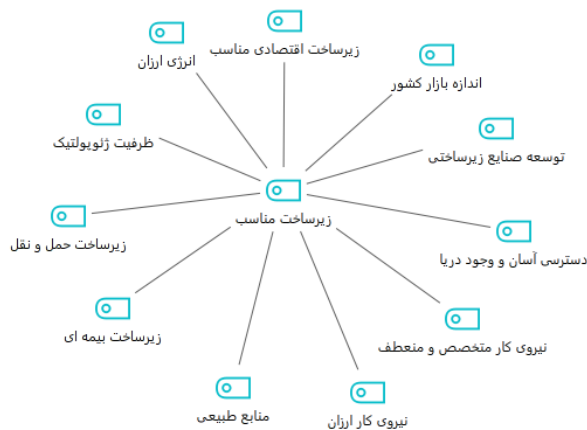 زیرساخت اقتصادی مناسب
انرژی ارزان
اندازه بازار کشور
ظرفیت ژئوپولتیک
توسعه صنایع زیرساختی
زیرساخت مناسب
زیرساخت حمل و نقل
دسترسی آسان و وجود دریا
زیرساخت بیمه ای
نیروی کار متخصص و منعطف
منابع طبیعی
نیروی کار ارزان